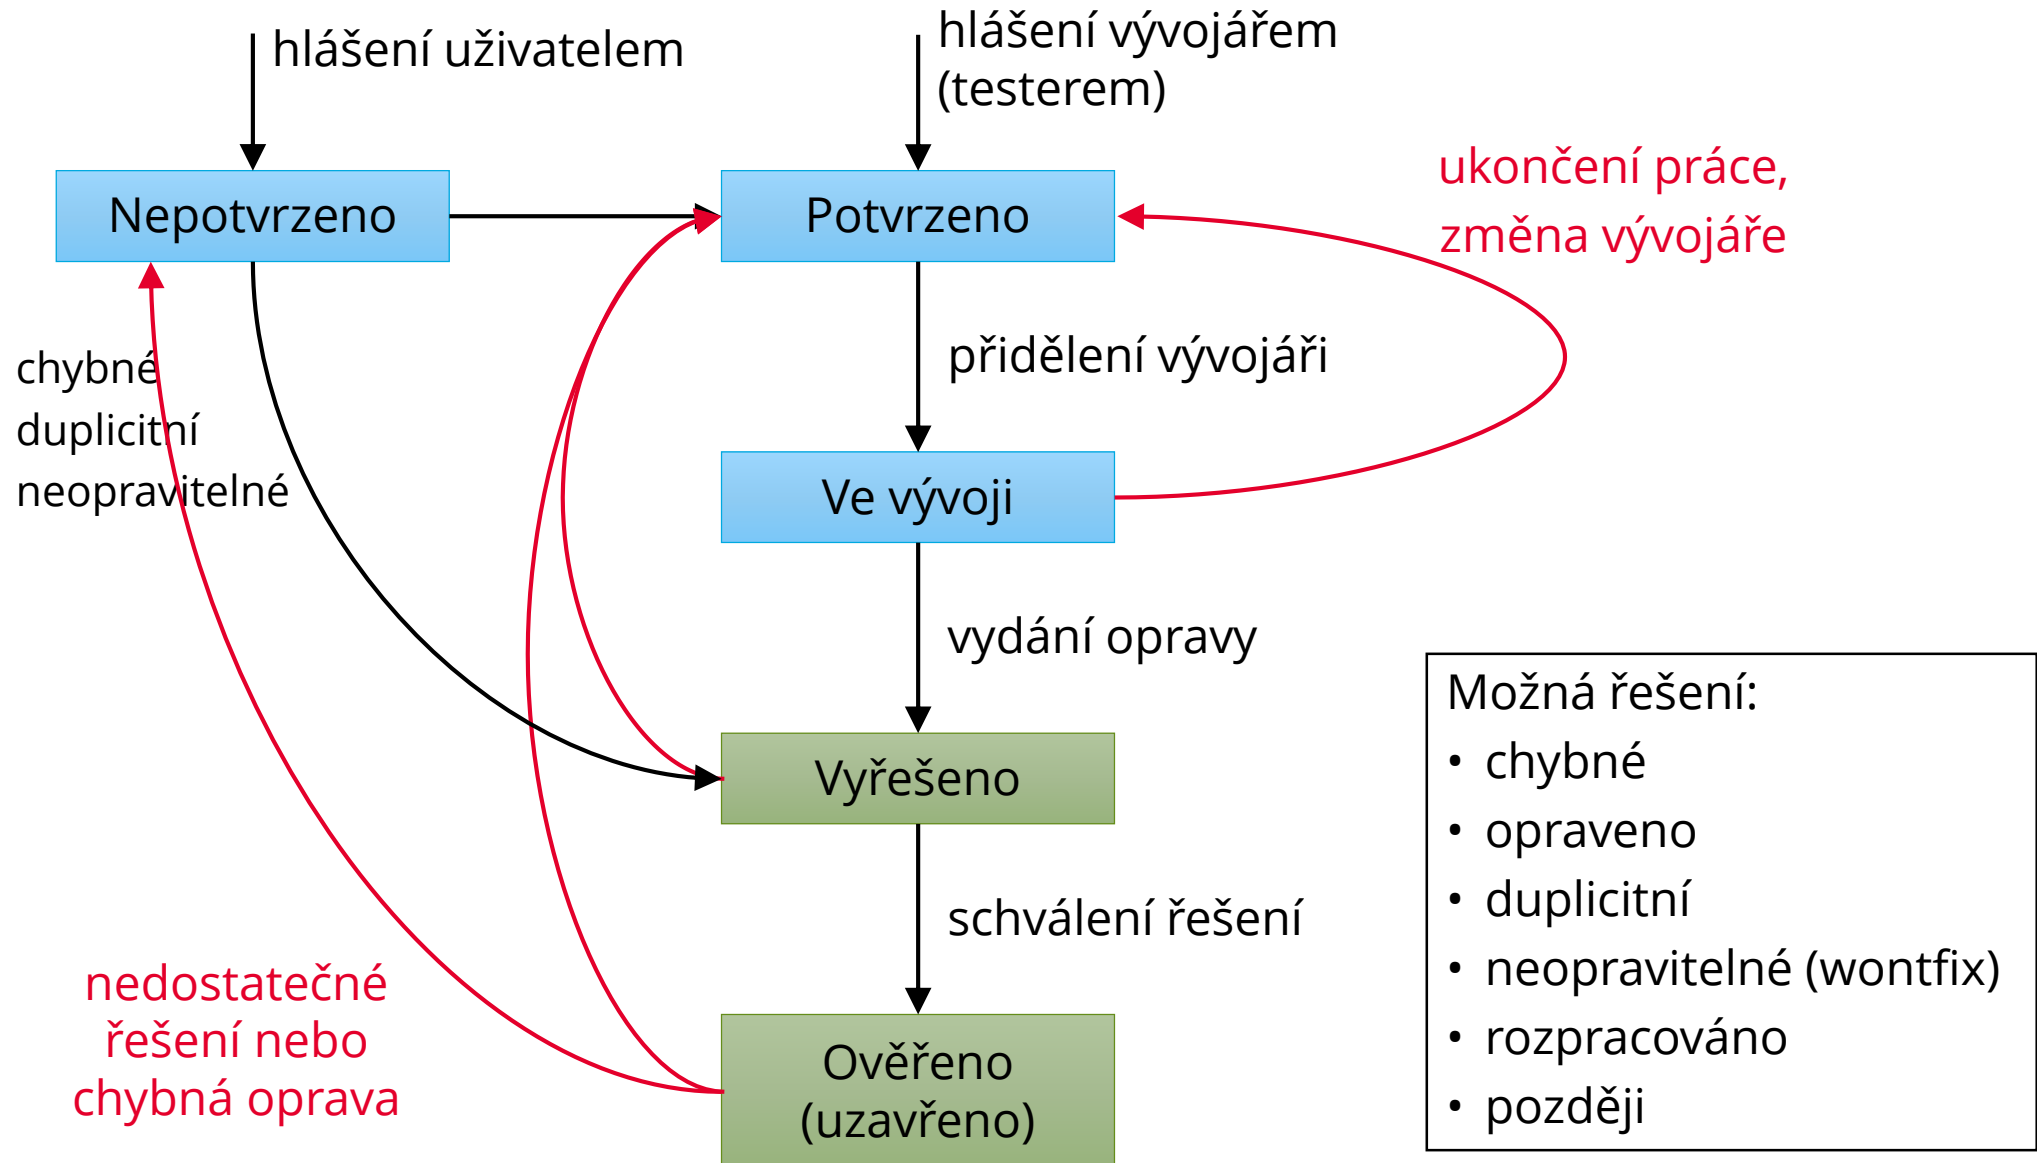 hlášení uživatelem
hlášení vývojářem
(testerem)
ukončení práce,
změna vývojáře
Nepotvrzeno
Potvrzeno
chybné
duplicitní
neopravitelné
přidělení vývojáři
Ve vývoji
vydání opravy
Vyřešeno
schválení řešení
nedostatečné
řešení nebo
chybná oprava
Ověřeno
(uzavřeno)
Možná řešení:
• chybné
• opraveno
• duplicitní
• neopravitelné (wontfix)
• rozpracováno
• později